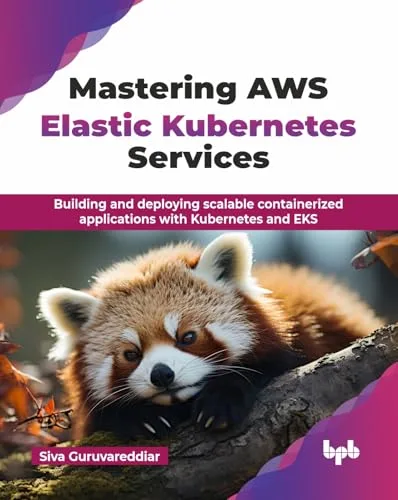 Mastering AWS
Elastic Kubernetes
Services
Building and deploying scalable containerized
applications with Kubernetes and EKS
Siva Guruvareddiar
bpb